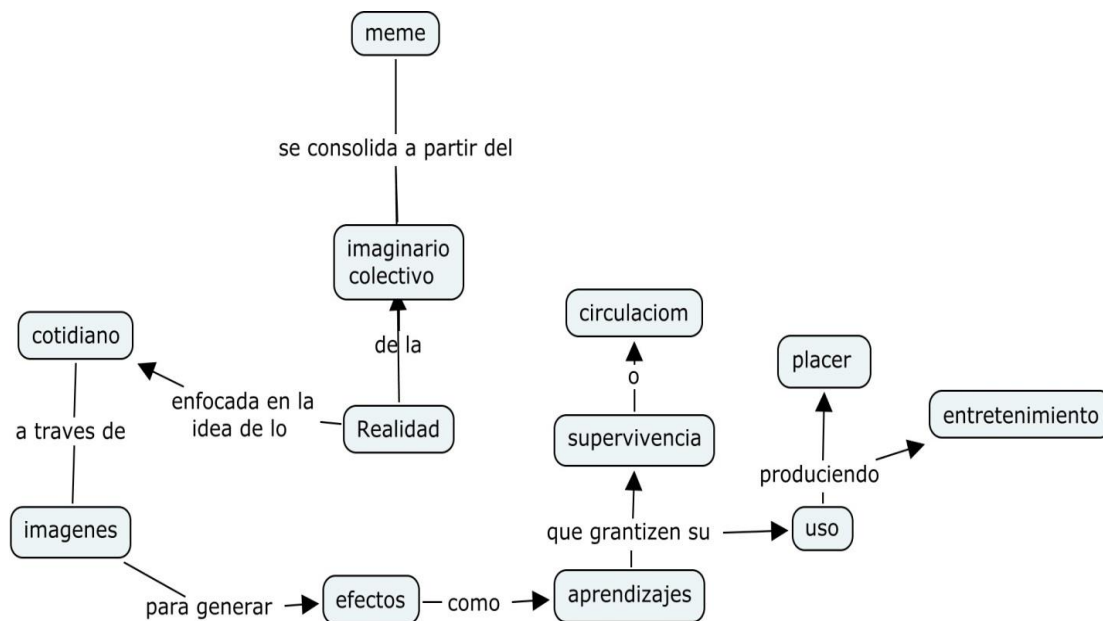 meme
se consolida a partir del
imaginario
colectivo
de la
Realidad
enfocada en la
idea de lo
cotidiano
a traves de
imagenes
para generar
efectos
como
aprendizajes
que grantizen su
supervivencia
o
circulaciom
uso
produciendo
placer
entretenimiento